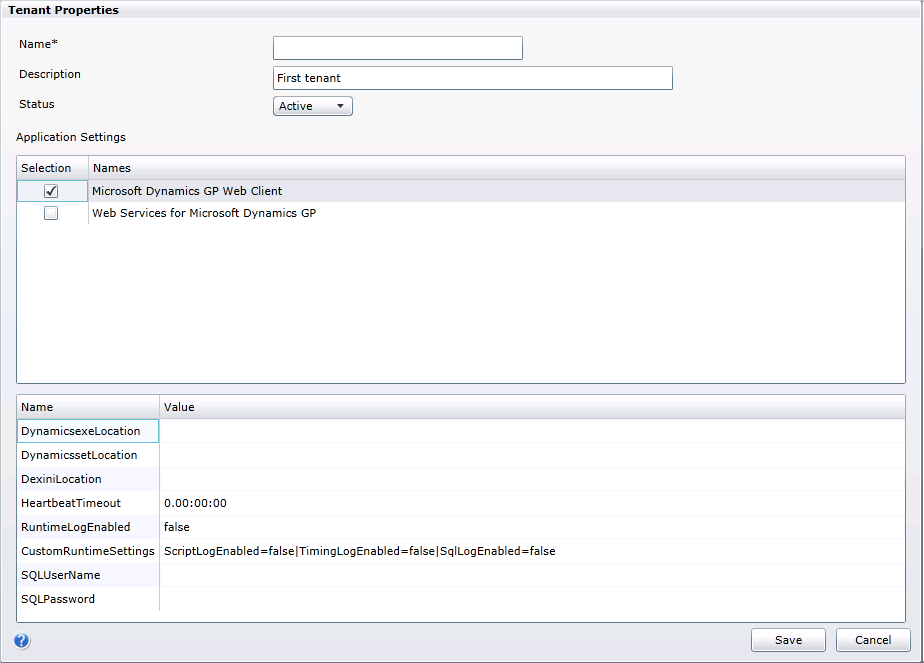 Tenant Properties
Name*
Description First tenant
Status Active
Application Settings
Selection Names
Microsoft Dynamics GP Web Client
Web Services for Microsoft Dynamics GP
Name Value
DynamicsexeLocation
DynamicssetLocation
DexiniLocation
HeartbeatTimeout 0.00:00:00
RuntimeLogEnabled false
CustomRuntimeSettings ScriptLogEnabled=false|TimingLogEnabled=false|SqlLogEnabled=false
SQLUserName
SQLPassword
? Save Cancel